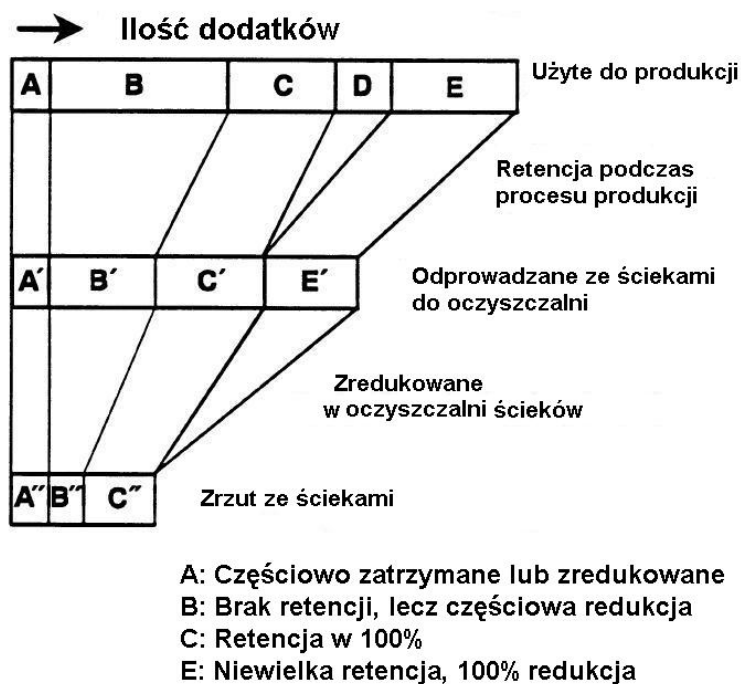 Ilość dodatków
A B C D E
Użyte do produkcji
Retencja podczas
procesu produkcji
A′ B′ C′ E′
Odprowadzane ze ściekami
do oczyszczalni
Zredukowane
w oczyszczalni ścieków
A″ B″ C″
Zrzut ze ściekami
A: Częściowo zatrzymane lub zredukowane
B: Brak retencji, lecz częściowa redukcja
C: Retencja w 100%
E: Niewielka retencja, 100% redukcja